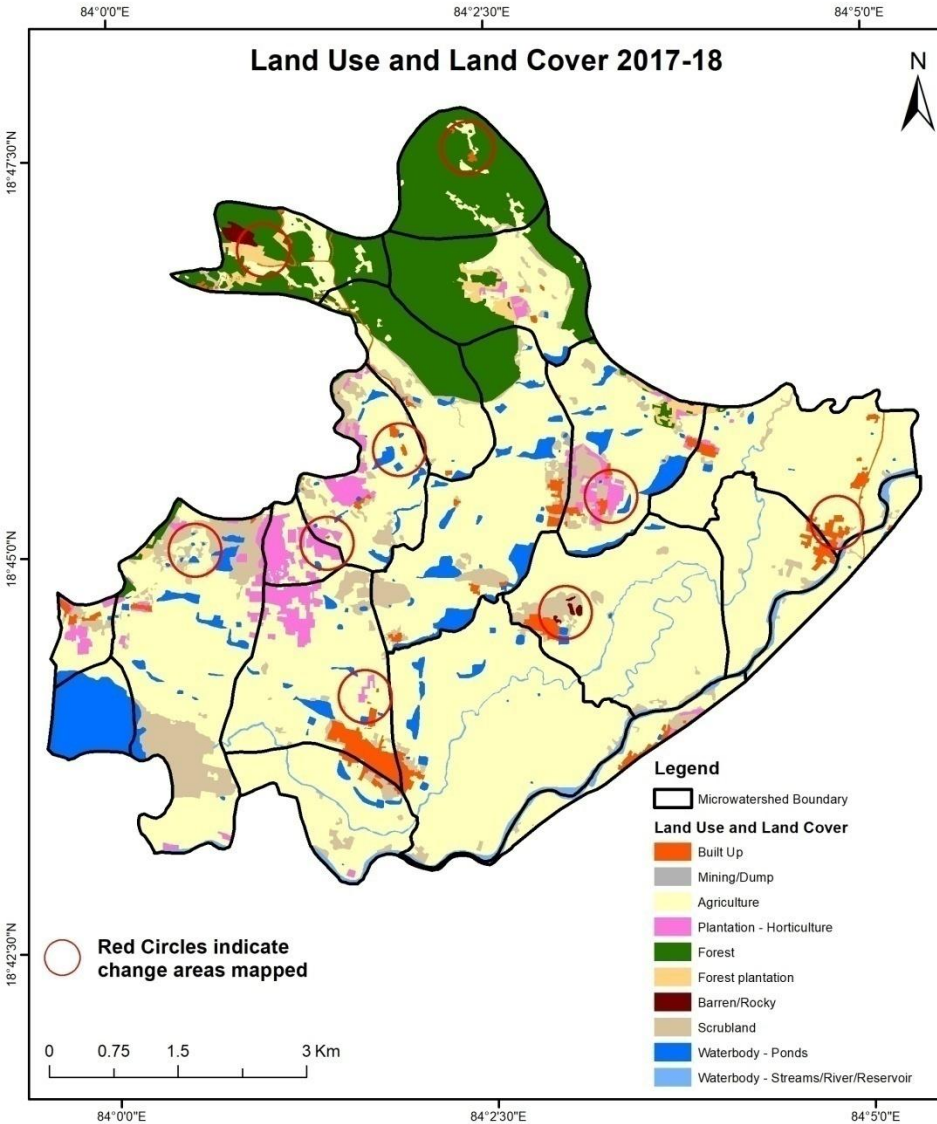 84°0'0"E 84°2'30"E 84°5'0"E
Land Use and Land Cover 2017-18
N
18°47'30"N
18°45'0"N
18°42'30"N
Legend
Microwatershed Boundary
Land Use and Land Cover
Built Up
Mining/Dump
Agriculture
Plantation - Horticulture
Forest
Forest plantation
Barren/Rocky
Scrubland
Waterbody - Ponds
Waterbody - Streams/River/Reservoir
Red Circles indicate
change areas mapped
0 0.75 1.5 3 Km
84°0'0"E 84°2'30"E 84°5'0"E